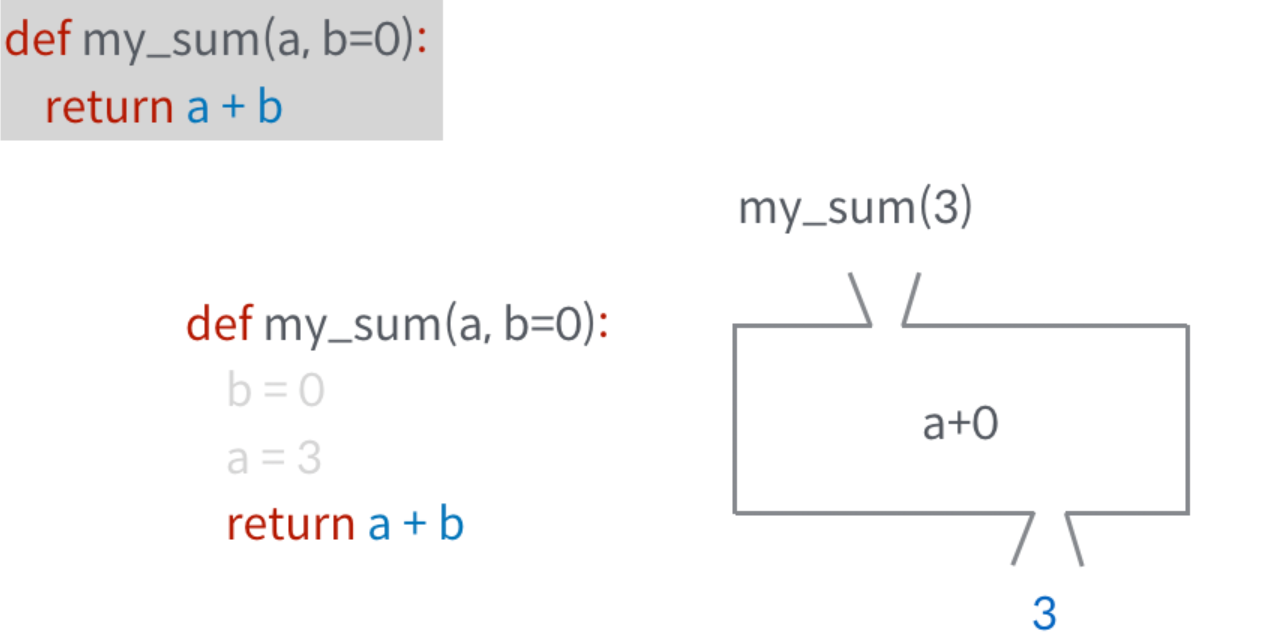 def my_sum(a, b=0):
return a + b
my_sum(3)
def my_sum(a, b=0):
b = 0
a = 3
return a + b
a+0
3